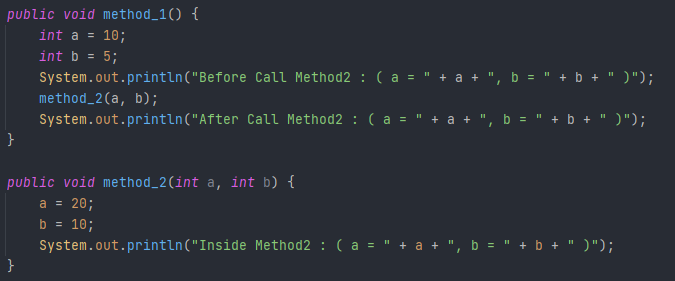 public void method_1() {
    int a = 10;
    int b = 5;
    System.out.println("Before Call Method2 : ( a = " + a + ", b = " + b + " )");
    method_2(a, b);
    System.out.println("After Call Method2 : ( a = " + a + ", b = " + b + " )");
}

public void method_2(int a, int b) {
    a = 20;
    b = 10;
    System.out.println("Inside Method2 : ( a = " + a + ", b = " + b + " )");
}